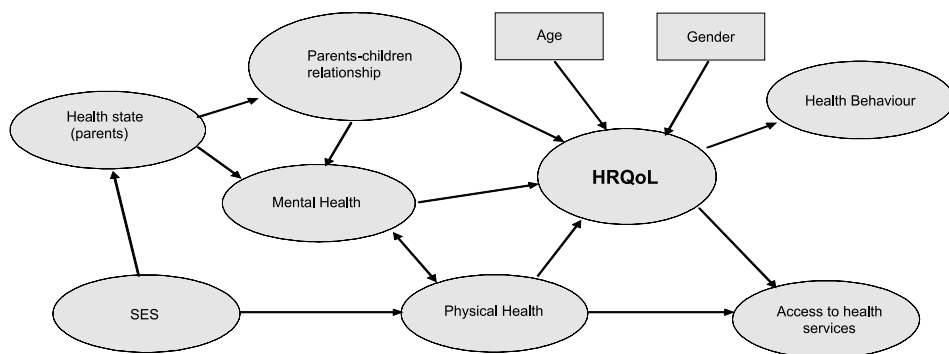 Age
Gender
Parents-children
relationship
Health Behaviour
Health state
(parents)
HRQoL
Mental Health
SES
Physical Health
Access to health
services